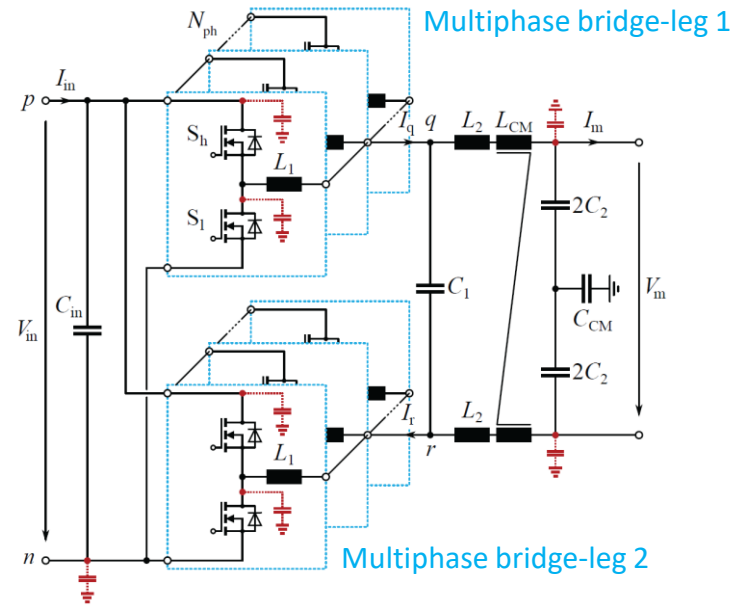 Multiphase bridge-leg 1
N_ph
I_in
p
S_h
L_1
S_l
I_q
q
L_2
L_CM
I_m
2C_2
C_in
V_in
C_1
C_CM
V_m
2C_2
I_r
L_2
r
L_1
n
Multiphase bridge-leg 2